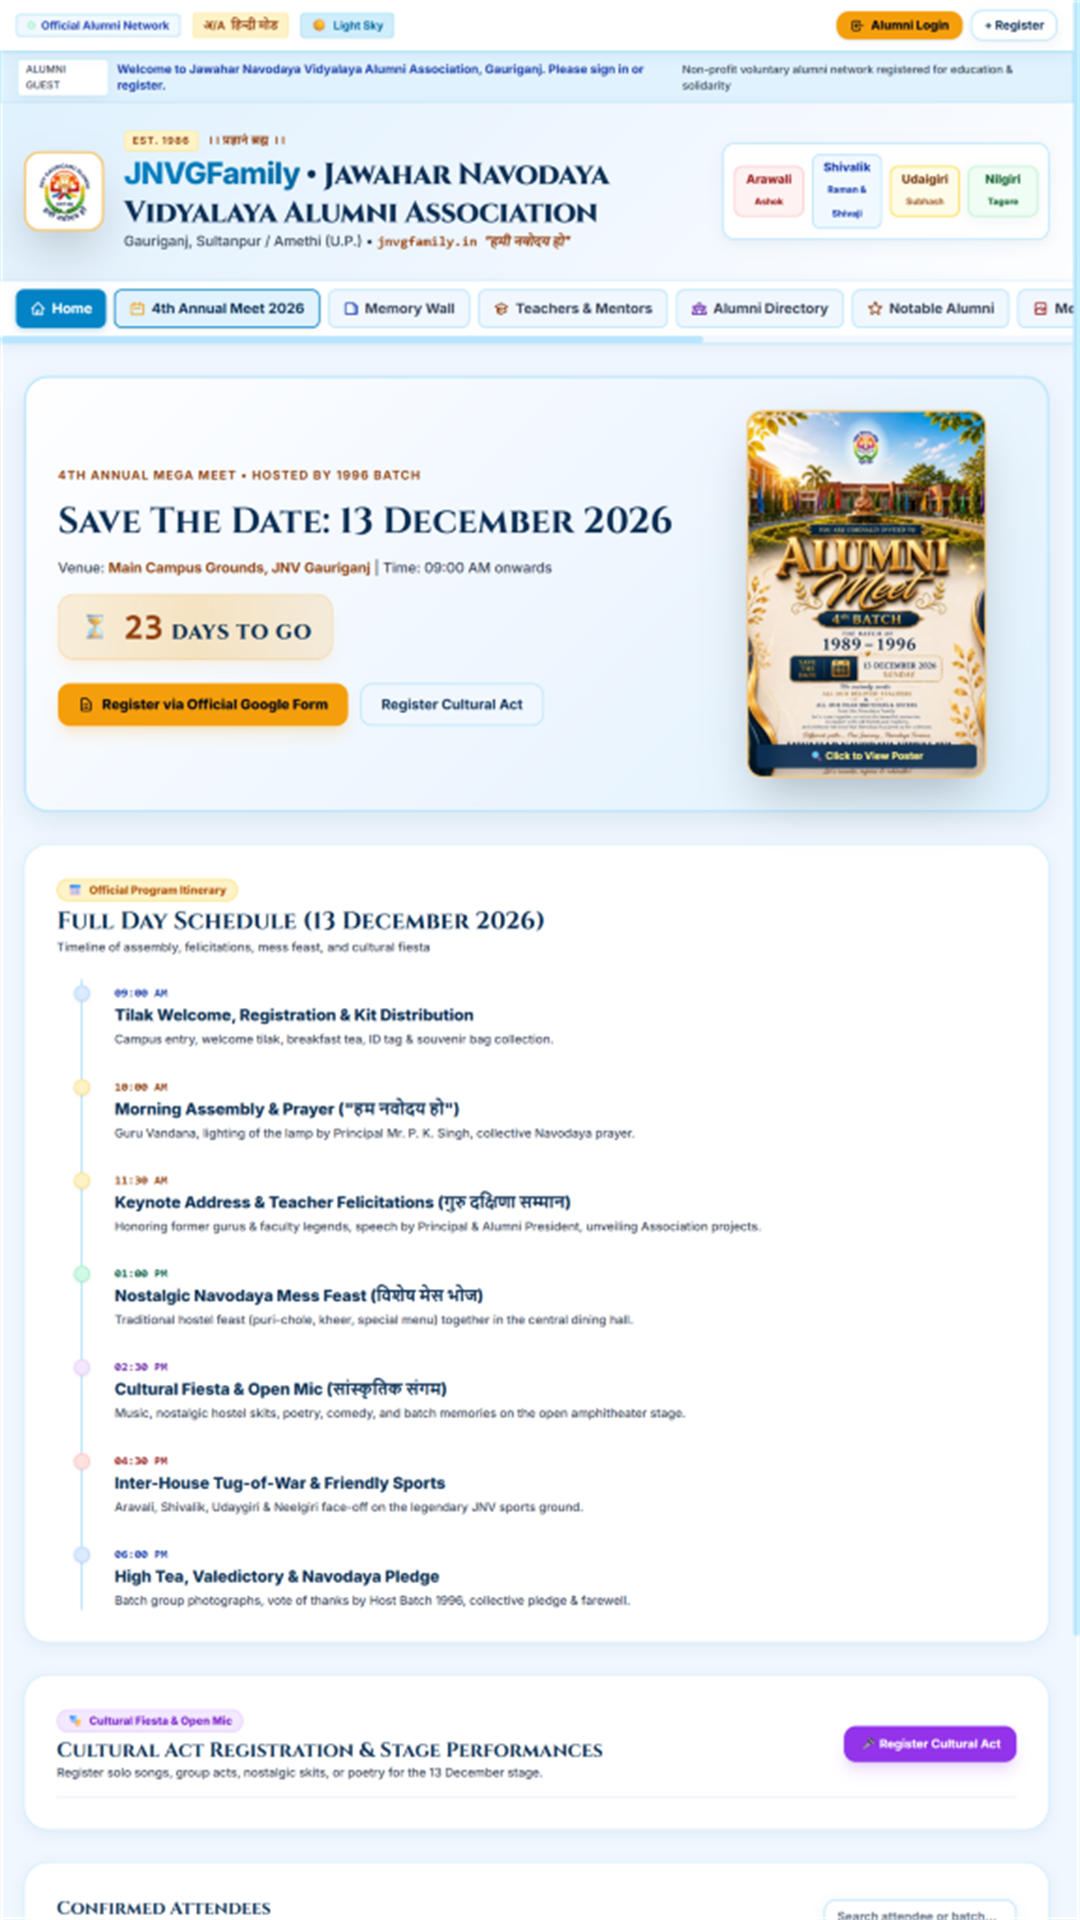 Official Alumni Network
अ/A हिन्दी मोड
Light Sky
Alumni Login
+ Register
ALUMNI GUEST
Welcome to Jawahar Navodaya Vidyalaya Alumni Association, Gauriganj. Please sign in or register.
Non-profit voluntary alumni network registered for education & solidarity
EST. 1986
।। प्रज्ञानं ब्रह्म ।।
JNVGFamily • Jawahar Navodaya
Vidyalaya Alumni Association
Gauriganj, Sultanpur / Amethi (U.P.) • jnvgfamily.in "हमी नवोदय हो"
Arawali
Ashok
Shivalik
Raman &
Shivaji
Udaigiri
Subhash
Nilgiri
Tagore
Home
4th Annual Meet 2026
Memory Wall
Teachers & Mentors
Alumni Directory
Notable Alumni
Me
4TH ANNUAL MEGA MEET • HOSTED BY 1996 BATCH
Save The Date: 13 December 2026
Venue: Main Campus Grounds, JNV Gauriganj | Time: 09:00 AM onwards
23 DAYS TO GO
Register via Official Google Form
Register Cultural Act
ALUMNI
Meet
4th BATCH
THE BATCH OF
1989 – 1996
SAVE THE DATE
13 DECEMBER 2026
SUNDAY
Click to View Poster
Official Program Itinerary
Full Day Schedule (13 December 2026)
Timeline of assembly, felicitations, mess feast, and cultural fiesta
09:00 AM
Tilak Welcome, Registration & Kit Distribution
Campus entry, welcome tilak, breakfast tea, ID tag & souvenir bag collection.
10:00 AM
Morning Assembly & Prayer ("हम नवोदय हो")
Guru Vandana, lighting of the lamp by Principal Mr. P. K. Singh, collective Navodaya prayer.
11:30 AM
Keynote Address & Teacher Felicitations (गुरु दक्षिणा सम्मान)
Honoring former gurus & faculty legends, speech by Principal & Alumni President, unveiling Association projects.
01:00 PM
Nostalgic Navodaya Mess Feast (विशेष मेस भोज)
Traditional hostel feast (puri-chole, kheer, special menu) together in the central dining hall.
02:30 PM
Cultural Fiesta & Open Mic (सांस्कृतिक संगम)
Music, nostalgic hostel skits, poetry, comedy, and batch memories on the open amphitheater stage.
04:30 PM
Inter-House Tug-of-War & Friendly Sports
Aravali, Shivalik, Udaygiri & Neelgiri face-off on the legendary JNV sports ground.
06:00 PM
High Tea, Valedictory & Navodaya Pledge
Batch group photographs, vote of thanks by Host Batch 1996, collective pledge & farewell.
Cultural Fiesta & Open Mic
Cultural Act Registration & Stage Performances
Register solo songs, group acts, nostalgic skits, or poetry for the 13 December stage.
Register Cultural Act
Confirmed Attendees
Search attendee or batch...